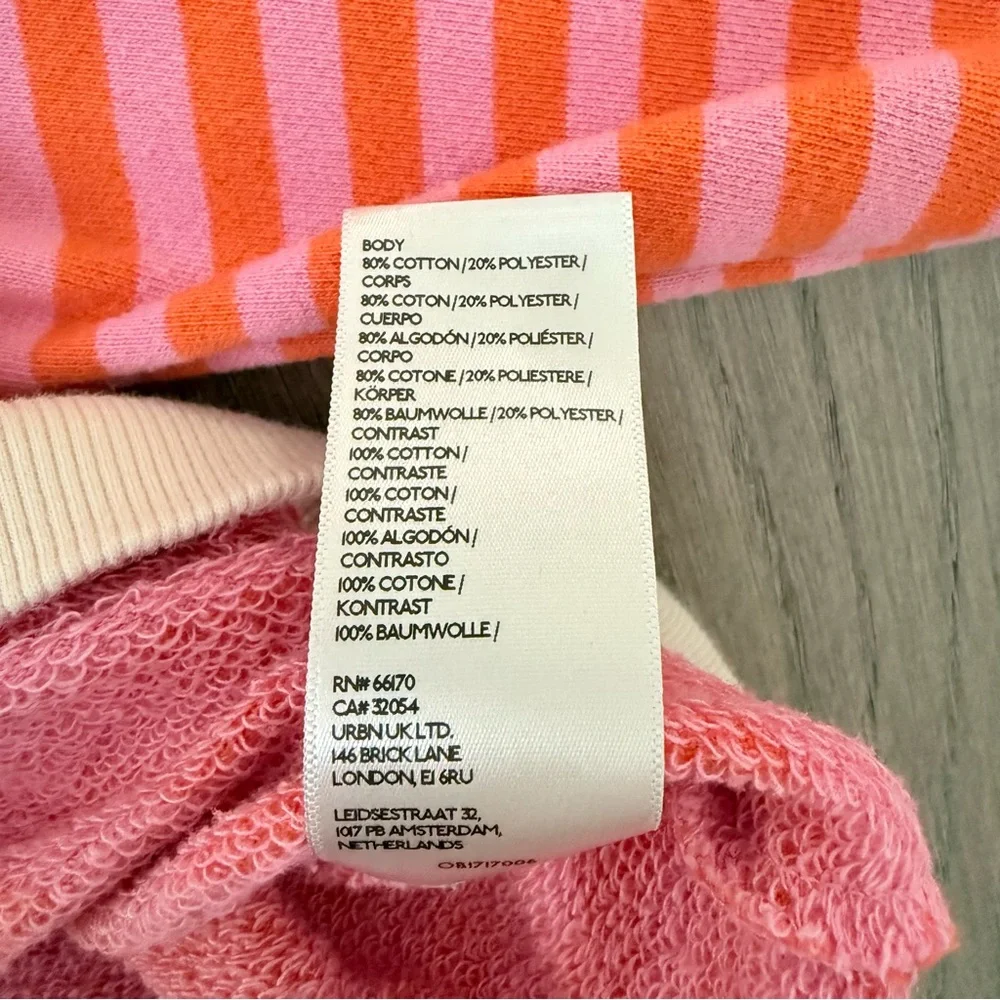 BODY
80% COTTON/20% POLYESTER/
CORPS
80% COTON/20% POLYESTER/
CUERPO
80% ALGODÓN/20% POLIÉSTER/
CORPO
80% COTONE/20% POLIESTERE/
KÖRPER
80% BAUMWOLLE/20% POLYESTER/
CONTRAST
100% COTTON/
CONTRASTE
100% COTON/
CONTRASTE
100% ALGODÓN/
CONTRASTO
100% COTONE/
KONTRAST
100% BAUMWOLLE/
RN# 66170
CA# 32054
URBN UK LTD.
146 BRICK LANE
LONDON, E1 6RU
LEIDSESTRAAT 32,
1017 PB AMSTERDAM,
NETHERLANDS